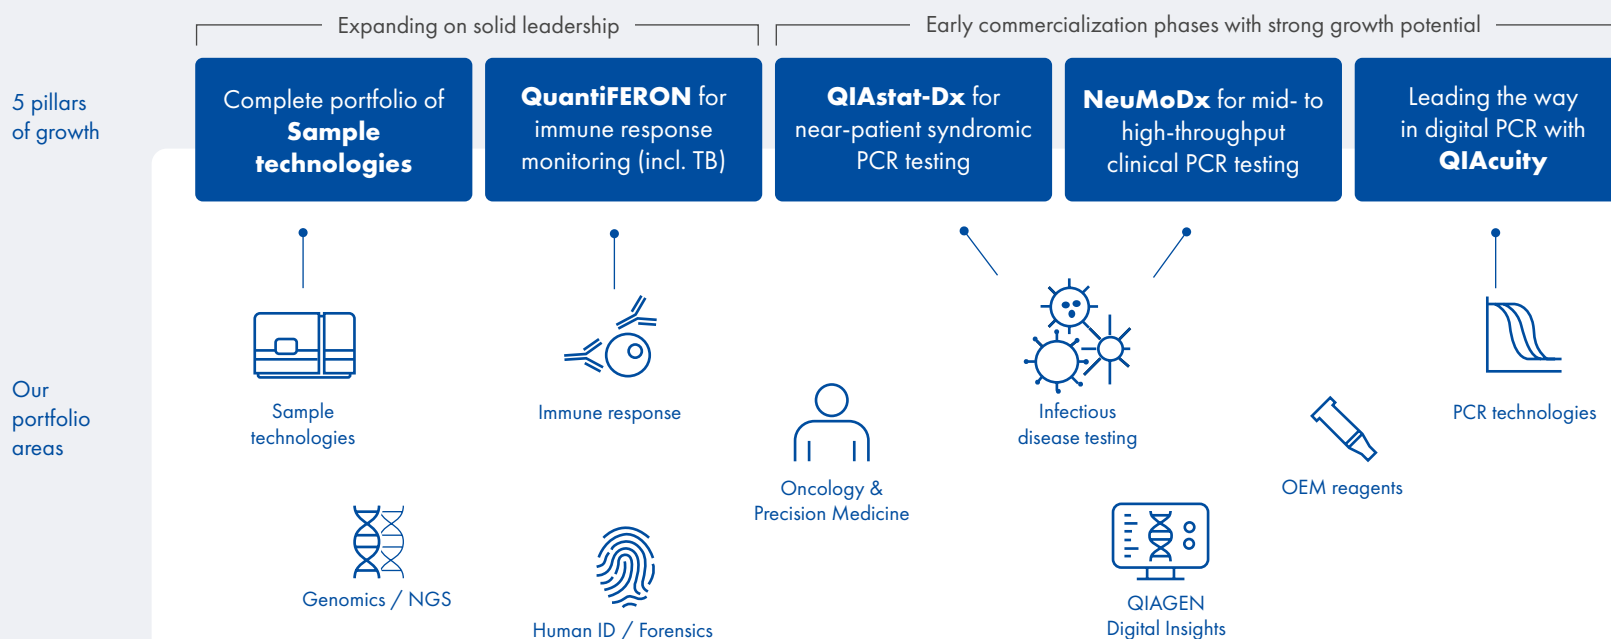 Expanding on solid leadership
Early commercialization phases with strong growth potential
5 pillars
of growth
Complete portfolio of
Sample
technologies
QuantiFERON for
immune response
monitoring (incl. TB)
QIAstat-Dx for
near-patient syndromic
PCR testing
NeuMoDx for mid- to
high-throughput
clinical PCR testing
Leading the way
in digital PCR with
QIAcuity
Our
portfolio
areas
Sample
technologies
Immune response
Infectious
disease testing
PCR technologies
Oncology &
Precision Medicine
OEM reagents
Genomics / NGS
Human ID / Forensics
QIAGEN
Digital Insights